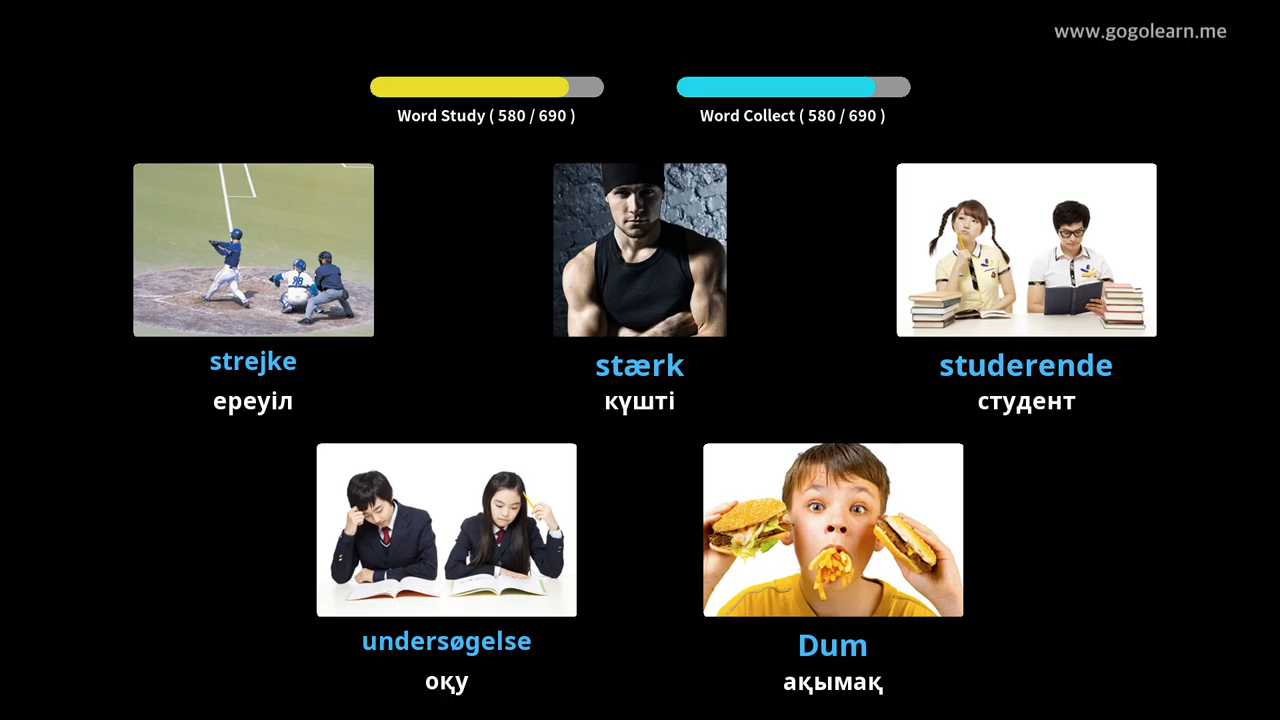 www.gogolearn.me
Word Study ( 580 / 690 )
Word Collect ( 580 / 690 )
strejke
ереуіл
stærk
күшті
studerende
студент
undersøgelse
оқу
Dum
ақымақ